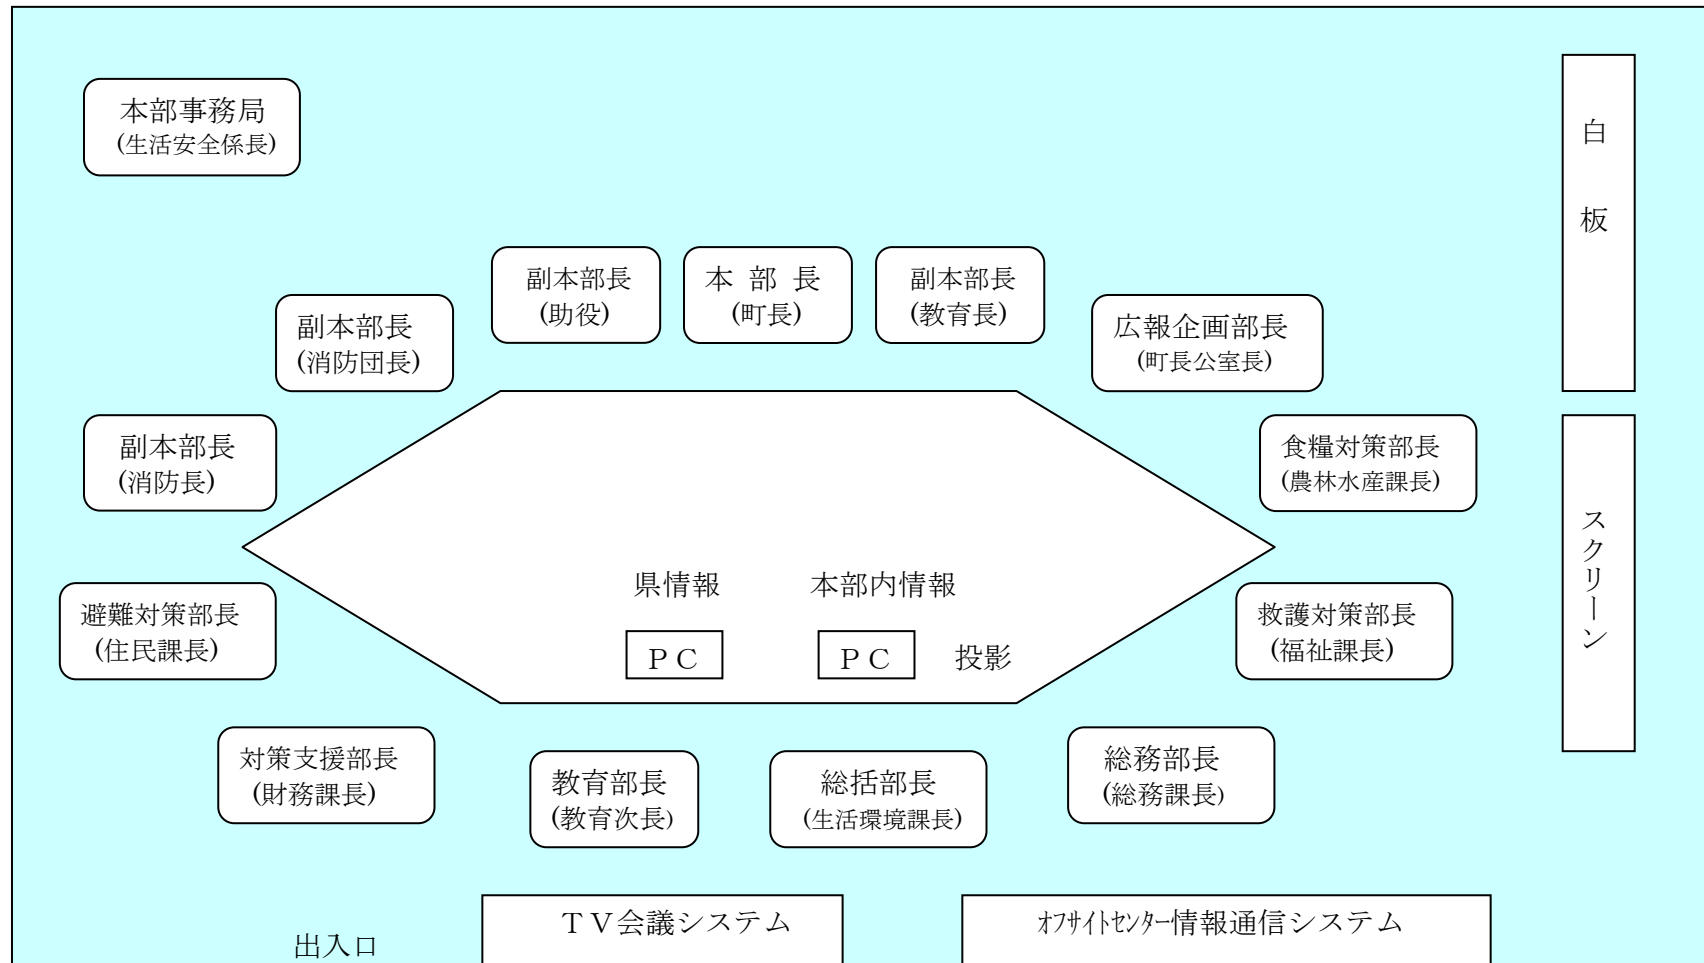 本部事務局
(生活安全係長)
白板
副本部長
(助役)
本 部 長
(町長)
副本部長
(教育長)
副本部長
(消防団長)
広報企画部長
(町長公室長)
副本部長
(消防長)
食糧対策部長
(農林水産課長)
スクリーン
県情報
本部内情報
避難対策部長
(住民課長)
ＰＣ
ＰＣ
投影
救護対策部長
(福祉課長)
対策支援部長
(財務課長)
教育部長
(教育次長)
総括部長
(生活環境課長)
総務部長
(総務課長)
ＴＶ会議システム
ｵﾌｻｲﾄｾﾝﾀｰ情報通信システム
出入口